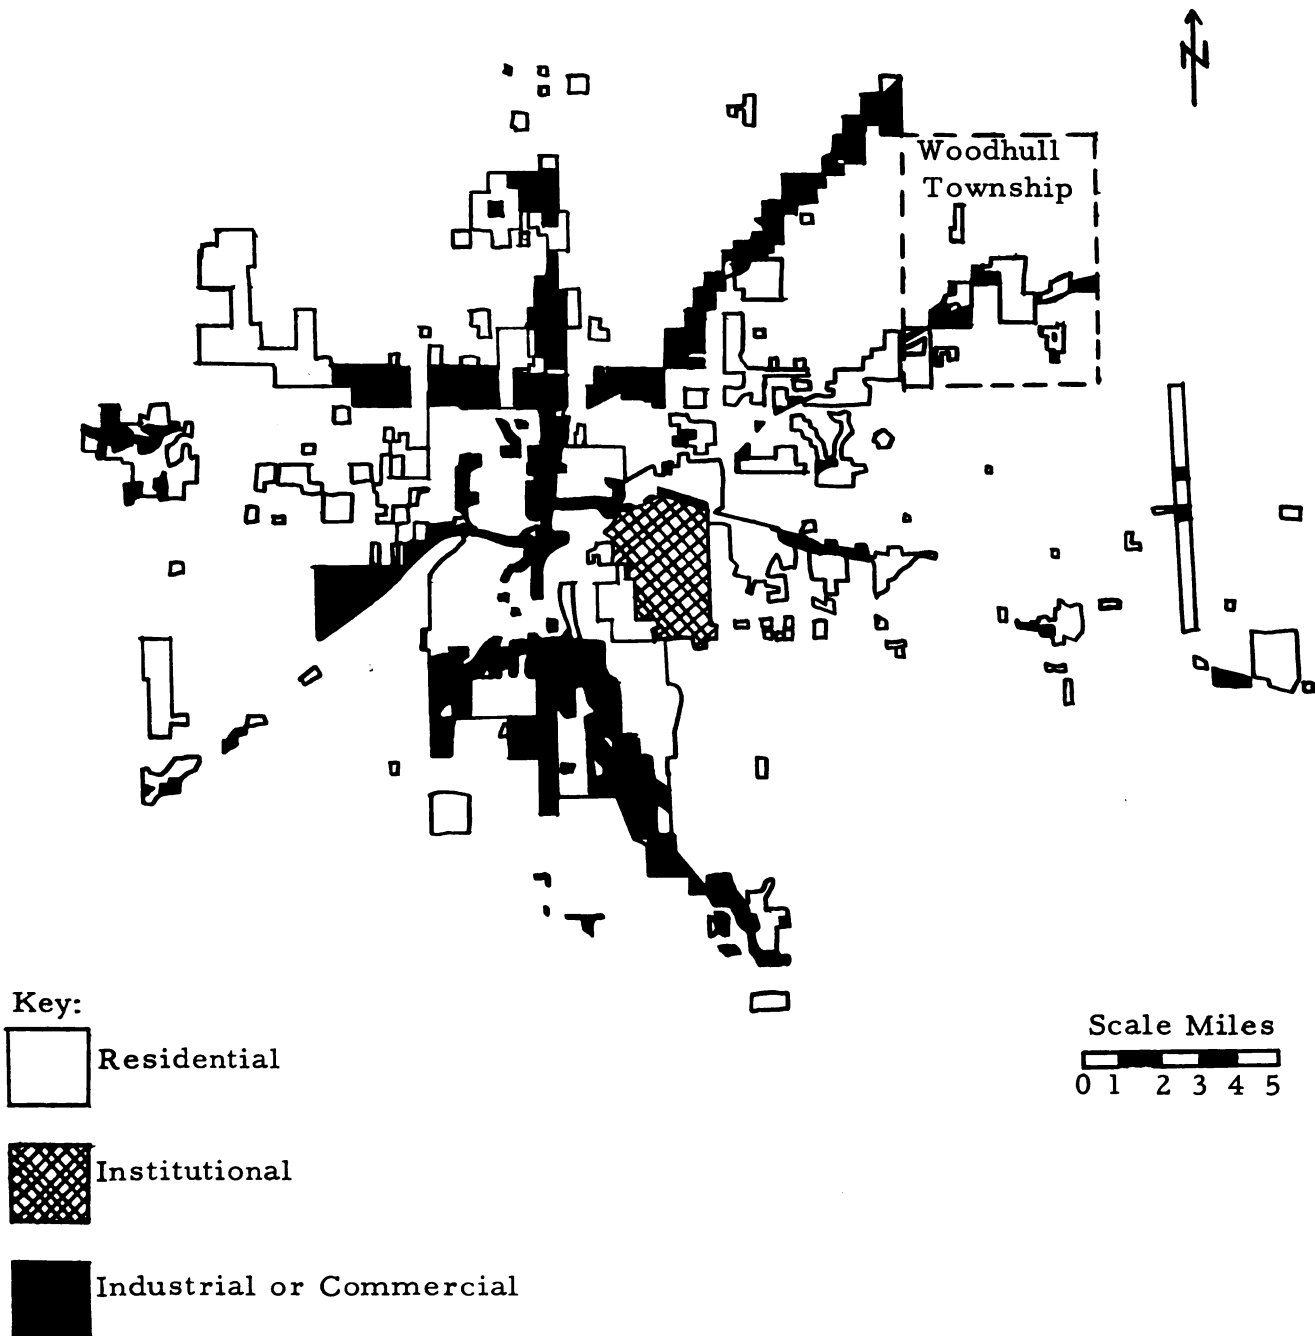 N
Woodhull
Township
Key:
Residential
Institutional
Industrial or Commercial
Scale Miles
0 1 2 3 4 5